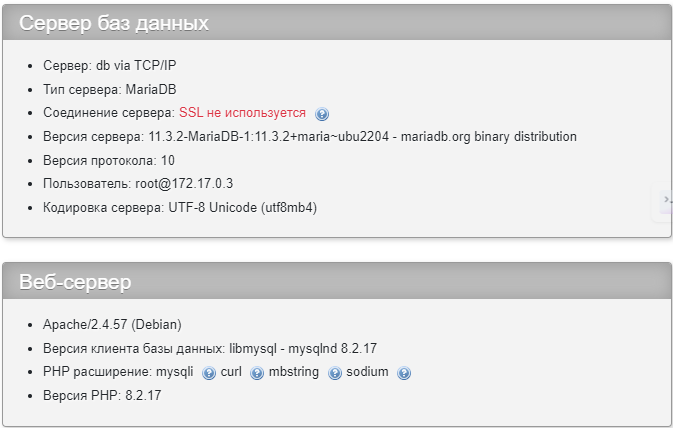 Сервер баз данных
Сервер: db via TCP/IP
Тип сервера: MariaDB
Соединение сервера: SSL не используется
Версия сервера: 11.3.2-MariaDB-1:11.3.2+maria~ubu2204 - mariadb.org binary distribution
Версия протокола: 10
Пользователь: root@172.17.0.3
Кодировка сервера: UTF-8 Unicode (utf8mb4)
Веб-сервер
Apache/2.4.57 (Debian)
Версия клиента базы данных: libmysql - mysqlnd 8.2.17
PHP расширение: mysqli curl mbstring sodium
Версия PHP: 8.2.17